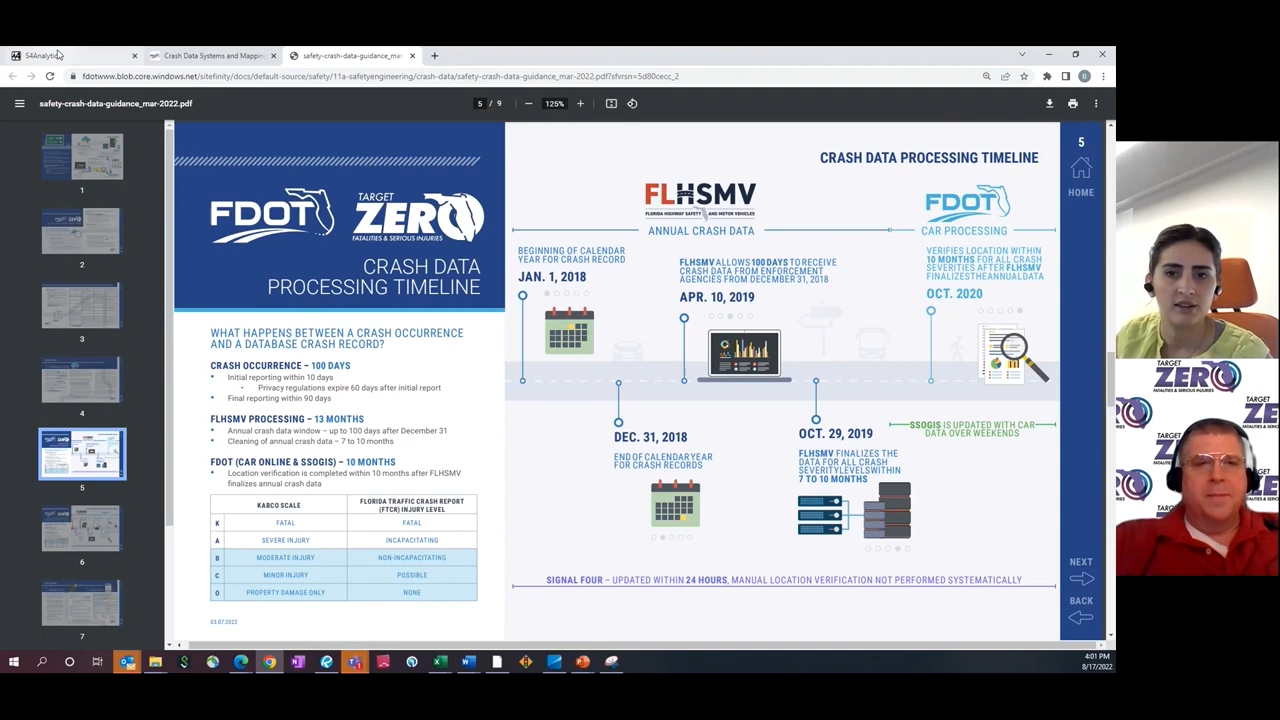 S4Analytic
Crash Data Systems and Mappin
safety-crash-data-guidance_mar
fdotwww.blob.core.windows.net/sitefinity/docs/default-source/safety/11a-safetyengineering/crash-data/safety-crash-data-guidance_mar-2022.pdf?sfvrsn=5d80cecc_2
B
safety-crash-data-guidance_mar-2022.pdf
5 / 9
125%
1
2
3
4
5
6
7
FDOT
TARGET
ZERO
FATALITIES & SERIOUS INJURIES
CRASH DATA
PROCESSING TIMELINE
WHAT HAPPENS BETWEEN A CRASH OCCURRENCE
AND A DATABASE CRASH RECORD?
CRASH OCCURRENCE – 100 DAYS
• Initial reporting within 10 days
• Privacy regulations expire 60 days after initial report
• Final reporting within 90 days
FLHSMV PROCESSING – 13 MONTHS
• Annual crash data window – up to 100 days after December 31
• Cleaning of annual crash data – 7 to 10 months
FDOT (CAR ONLINE & SSOGIS) – 10 MONTHS
• Location verification is completed within 10 months after FLHSMV
finalizes annual crash data
KABCO SCALE
FLORIDA TRAFFIC CRASH REPORT
(FTCR) INJURY LEVEL
K FATAL FATAL
A SEVERE INJURY INCAPACITATING
B MODERATE INJURY NON-INCAPACITATING
C MINOR INJURY POSSIBLE
O PROPERTY DAMAGE ONLY NONE
03.07.2022
CRASH DATA PROCESSING TIMELINE
FLHSMV
FLORIDA HIGHWAY SAFETY AND MOTOR VEHICLES
ANNUAL CRASH DATA
FDOT
CAR PROCESSING
BEGINNING OF CALENDAR
YEAR FOR CRASH RECORD
JAN. 1, 2018
FLHSMV ALLOWS 100 DAYS TO RECEIVE
CRASH DATA FROM ENFORCEMENT
AGENCIES FROM DECEMBER 31, 2018
APR. 10, 2019
VERIFIES LOCATION WITHIN
10 MONTHS FOR ALL CRASH
SEVERITIES AFTER FLHSMV
FINALIZES THE ANNUAL DATA
OCT. 2020
DEC. 31, 2018
END OF CALENDAR YEAR
FOR CRASH RECORDS
OCT. 29, 2019
FLHSMV FINALIZES THE
DATA FOR ALL CRASH
SEVERITY LEVELS WITHIN
7 TO 10 MONTHS
SSOGIS IS UPDATED WITH CAR
DATA OVER WEEKENDS
SIGNAL FOUR – UPDATED WITHIN 24 HOURS, MANUAL LOCATION VERIFICATION NOT PERFORMED SYSTEMATICALLY
5
HOME
NEXT
BACK
TARGET
ZERO
FATALITIES & SERIOUS INJURIES
4:01 PM
8/17/2022